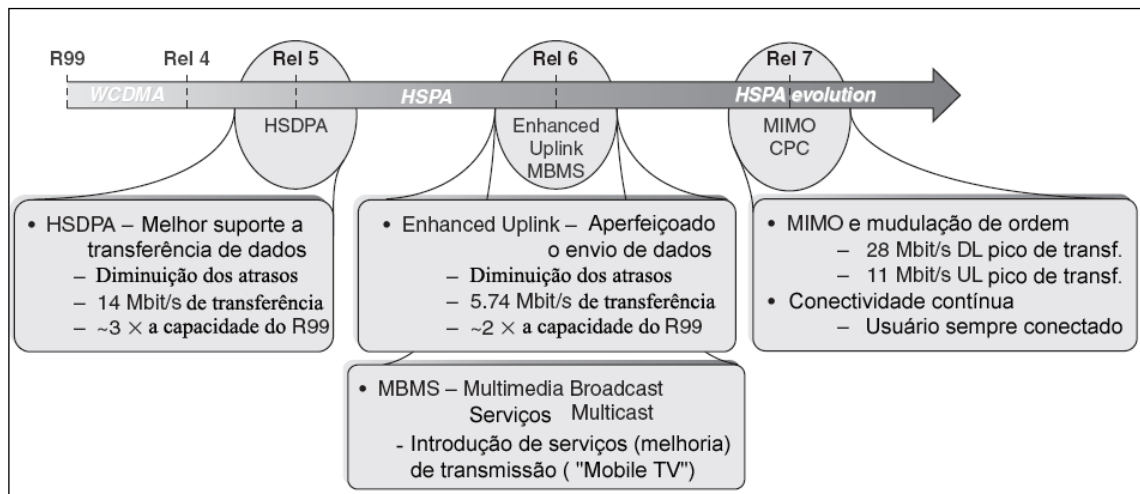 R99
Rel 4
Rel 5
Rel 6
Rel 7
WCDMA
HSPA
HSPA evolution
HSDPA
Enhanced
Uplink
MBMS
MIMO
CPC
• HSDPA – Melhor suporte a
transferência de dados
– Diminuição dos atrasos
– 14 Mbit/s de transferência
– ~3 × a capacidade do R99
• Enhanced Uplink – Aperfeiçoado
o envio de dados
– Diminuição dos atrasos
– 5.74 Mbit/s de transferência
– ~2 × a capacidade do R99
• MIMO e mudulação de ordem
– 28 Mbit/s DL pico de transf.
– 11 Mbit/s UL pico de transf.
• Conectividade contínua
– Usuário sempre conectado
• MBMS – Multimedia Broadcast
Serviços Multicast
- Introdução de serviços (melhoria)
de transmissão ( "Mobile TV")